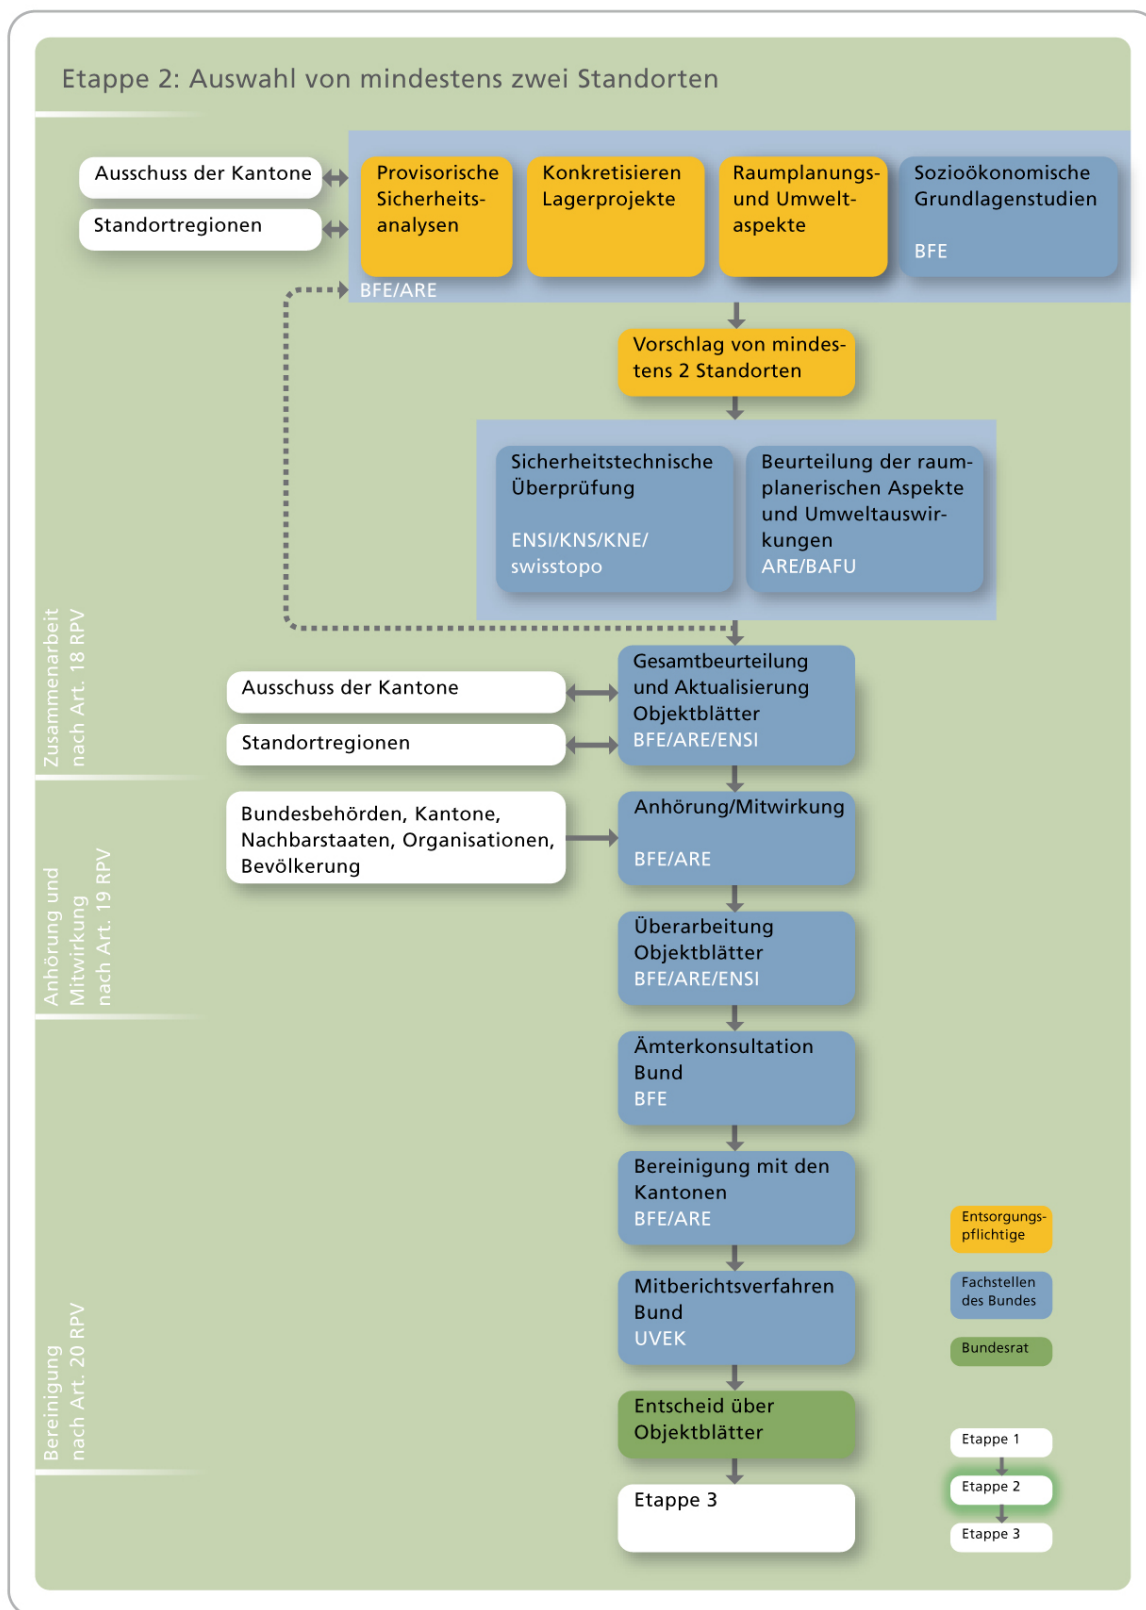 Etappe 2: Auswahl von mindestens zwei Standorten
Ausschuss der Kantone
Standortregionen
Provisorische
Sicherheits-
analysen
Konkretisieren
Lagerprojekte
Raumplanungs-
und Umwelt-
aspekte
Sozioökonomische
Grundlagenstudien
BFE
BFE/ARE
Vorschlag von mindes-
tens 2 Standorten
Sicherheitstechnische
Überprüfung
ENSI/KNS/KNE/
swisstopo
Beurteilung der raum-
planerischen Aspekte
und Umweltauswir-
kungen
ARE/BAFU
Zusammenarbeit
nach Art. 18 RPV
Gesamtbeurteilung
und Aktualisierung
Objektblätter
BFE/ARE/ENSI
Ausschuss der Kantone
Standortregionen
Anhörung und
Mitwirkung
nach Art. 19 RPV
Bundesbehörden, Kantone,
Nachbarstaaten, Organisationen,
Bevölkerung
Anhörung/Mitwirkung
BFE/ARE
Überarbeitung
Objektblätter
BFE/ARE/ENSI
Bereinigung
nach Art. 20 RPV
Ämterkonsultation
Bund
BFE
Bereinigung mit den
Kantonen
BFE/ARE
Mitberichtsverfahren
Bund
UVEK
Entscheid über
Objektblätter
Etappe 3
Entsorgungs-
pflichtige
Fachstellen
des Bundes
Bundesrat
Etappe 1
Etappe 2
Etappe 3